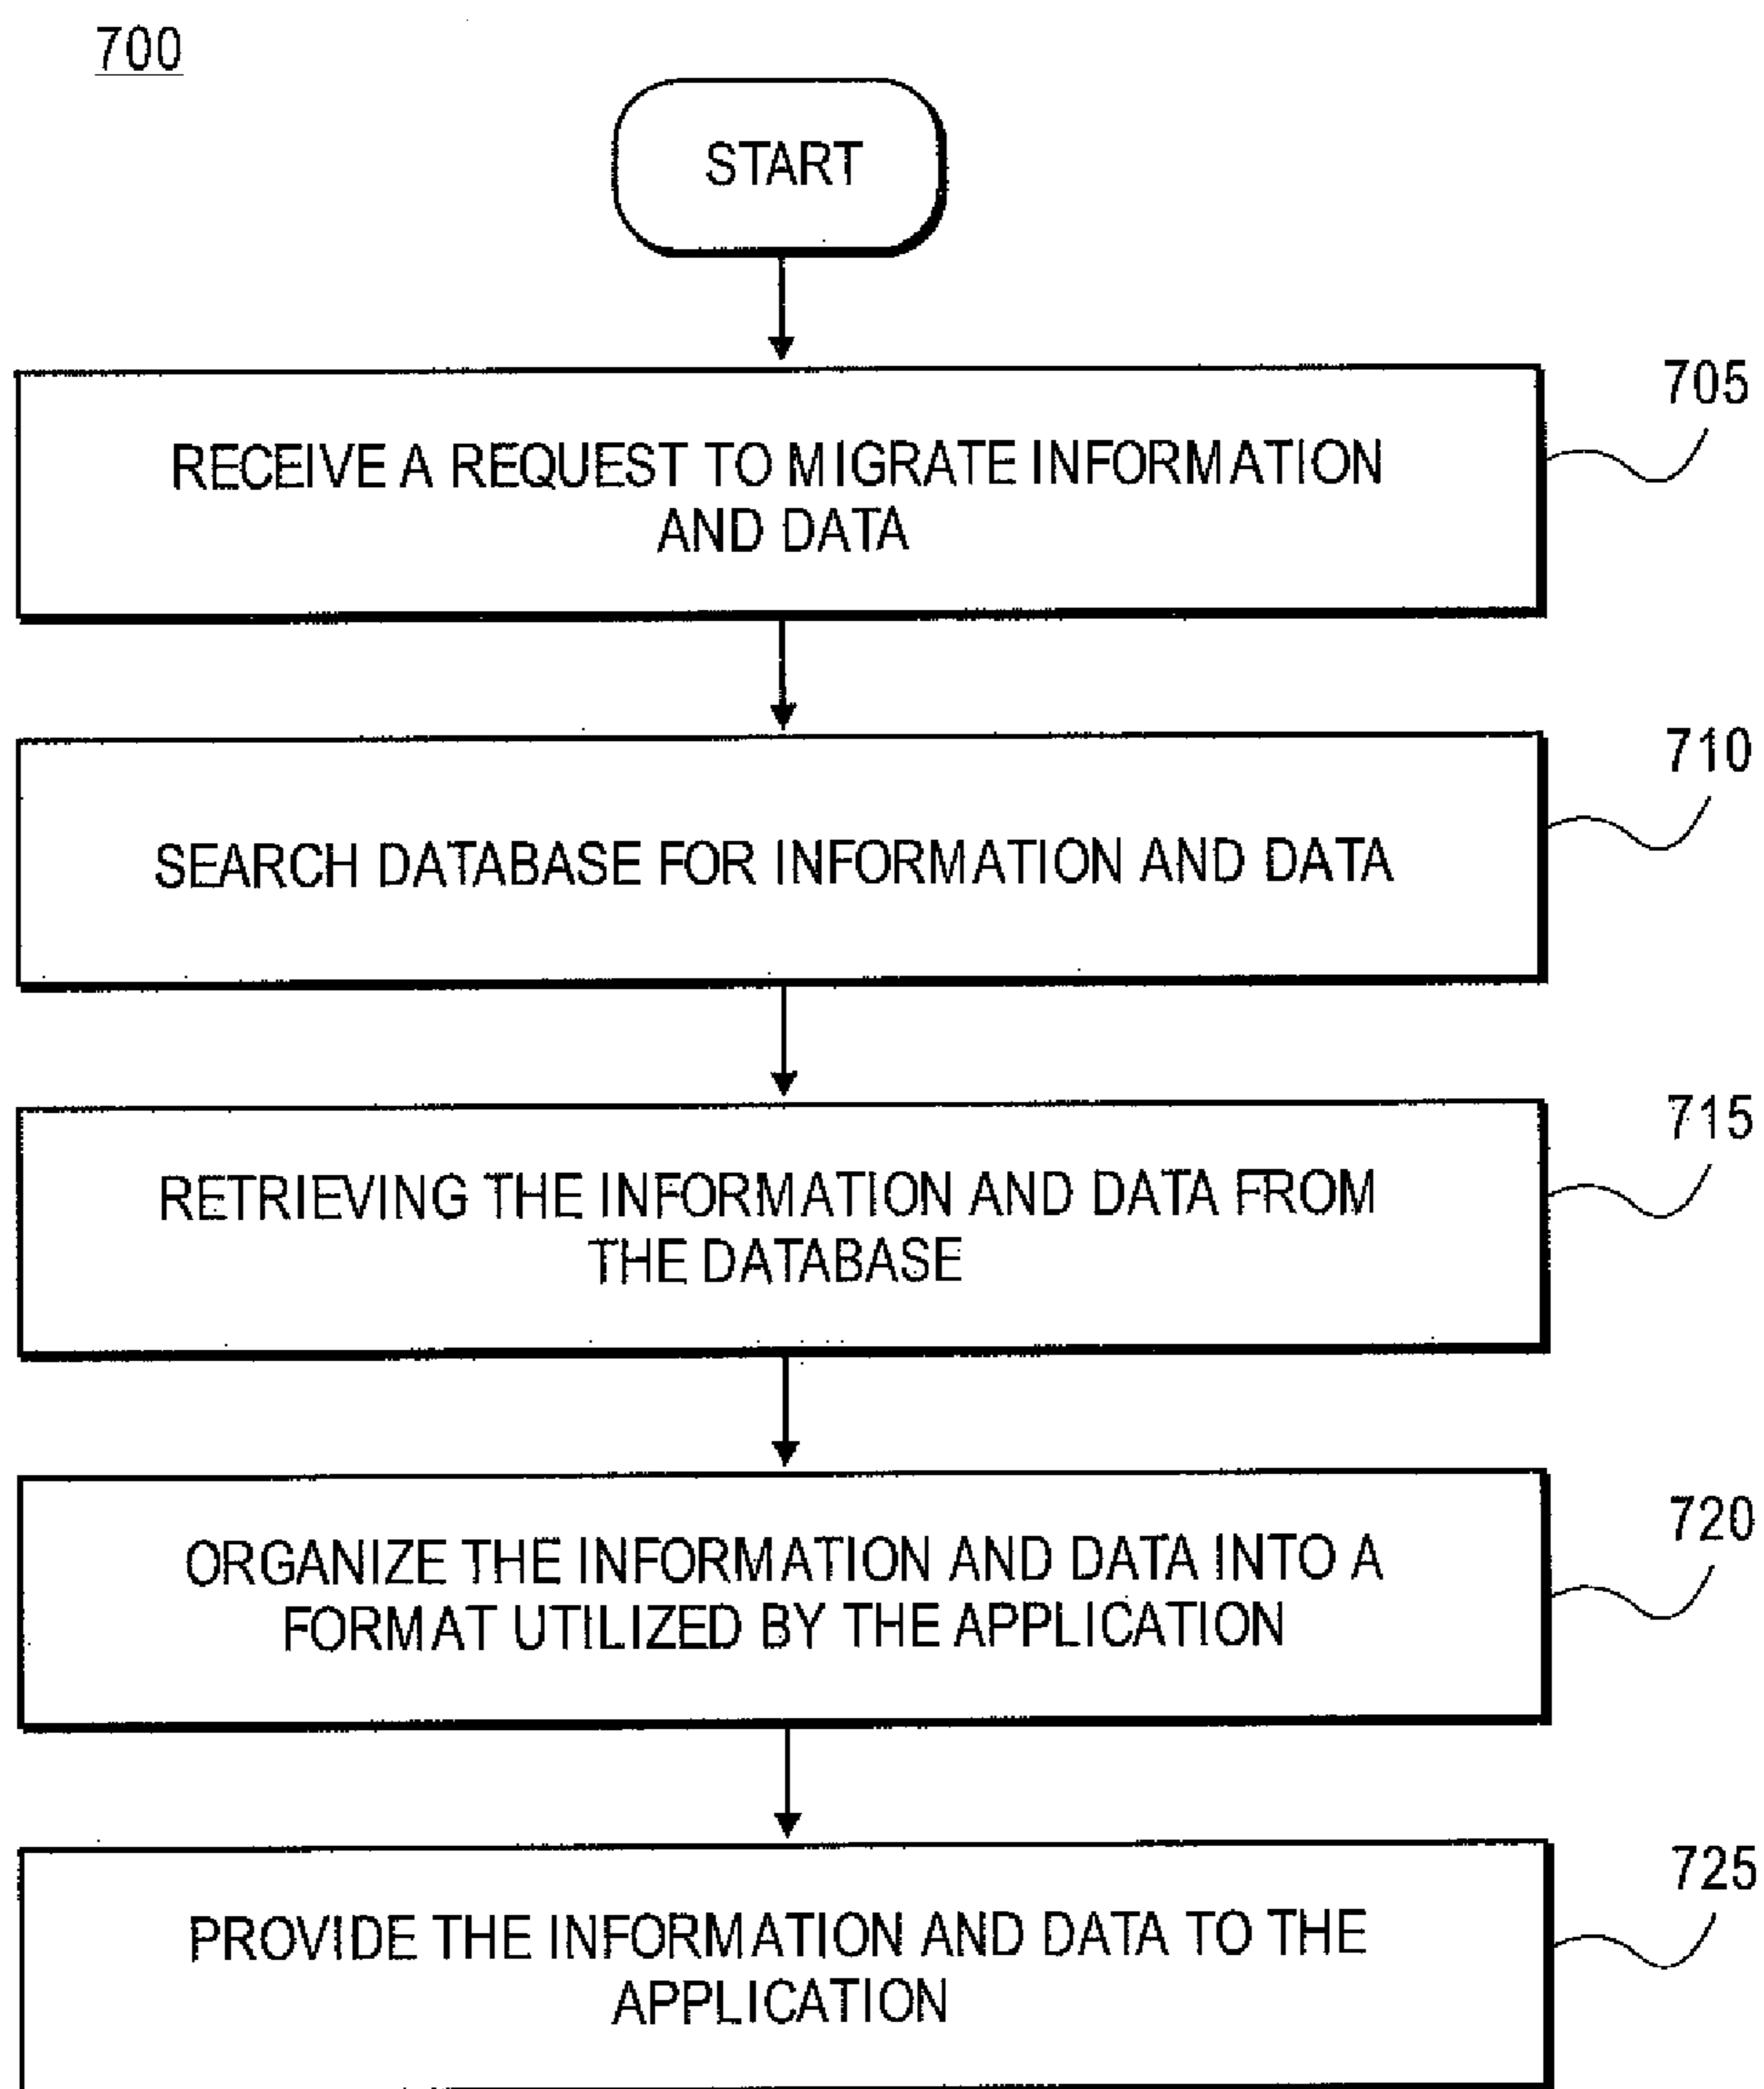 700
START
705
RECEIVE A REQUEST TO MIGRATE INFORMATION
AND DATA
710
SEARCH DATABASE FOR INFORMATION AND DATA
715
RETRIEVING THE INFORMATION AND DATA FROM
THE DATABASE
720
ORGANIZE THE INFORMATION AND DATA INTO A
FORMAT UTILIZED BY THE APPLICATION
725
PROVIDE THE INFORMATION AND DATA TO THE
APPLICATION